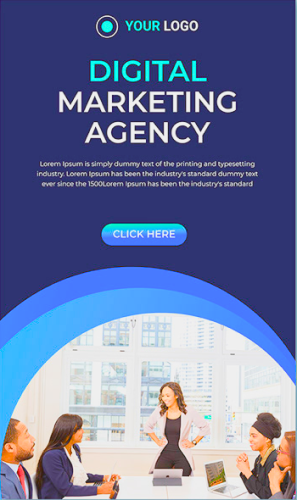 YOUR LOGO
DIGITAL
MARKETING
AGENCY
Lorem Ipsum is simply dummy text of the printing and typesetting
industry. Lorem Ipsum has been the industry's standard dummy text
ever since the 1500Lorem Ipsum has been the industry's standard
CLICK HERE